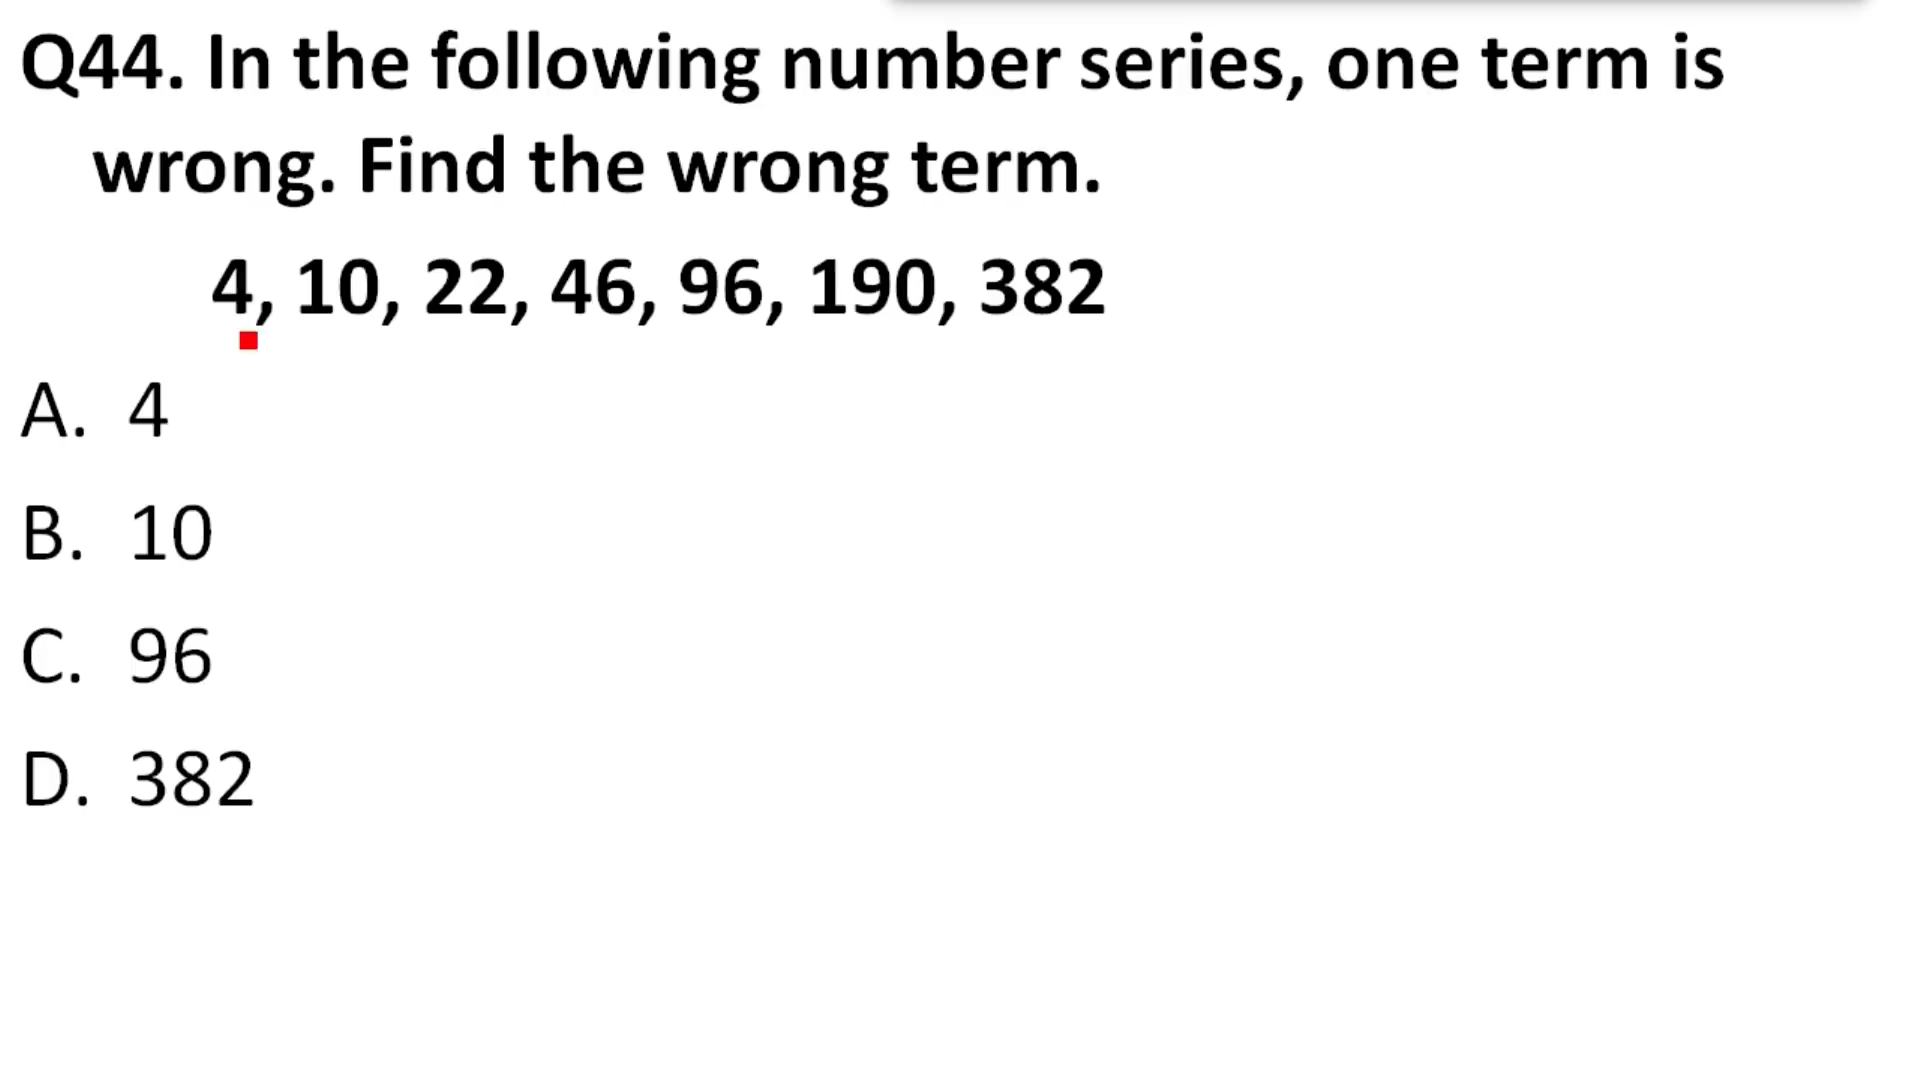 Q44. In the following number series, one term is
wrong. Find the wrong term.
4, 10, 22, 46, 96, 190, 382
A. 4
B. 10
C. 96
D. 382